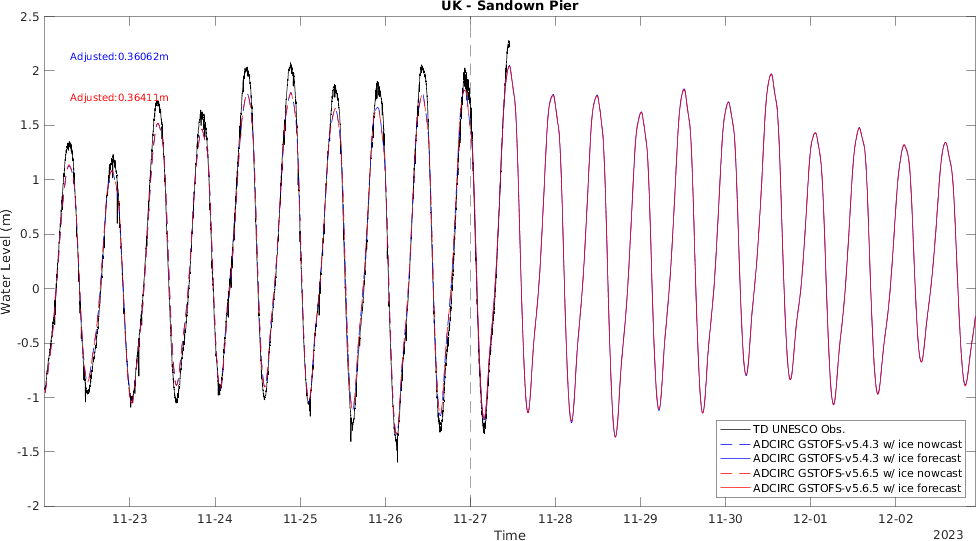 UK - Sandown Pier
Adjusted:0.36062m
Adjusted:0.36411m
Water Level (m)
2.5
2
1.5
1
0.5
0
-0.5
-1
-1.5
-2
TD UNESCO Obs.
ADCIRC GSTOFS-v5.4.3 w/ ice nowcast
ADCIRC GSTOFS-v5.4.3 w/ ice forecast
ADCIRC GSTOFS-v5.6.5 w/ ice nowcast
ADCIRC GSTOFS-v5.6.5 w/ ice forecast
11-23 11-24 11-25 11-26 11-27 11-28 11-29 11-30 12-01 12-02
Time
2023